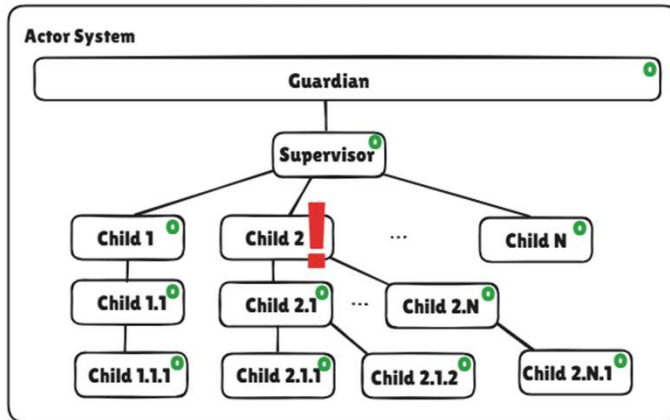 Actor System
Guardian
Supervisor
Child 1
Child 2
...
Child N
Child 1.1
Child 2.1
...
Child 2.N
Child 1.1.1
Child 2.1.1
Child 2.1.2
Child 2.N.1